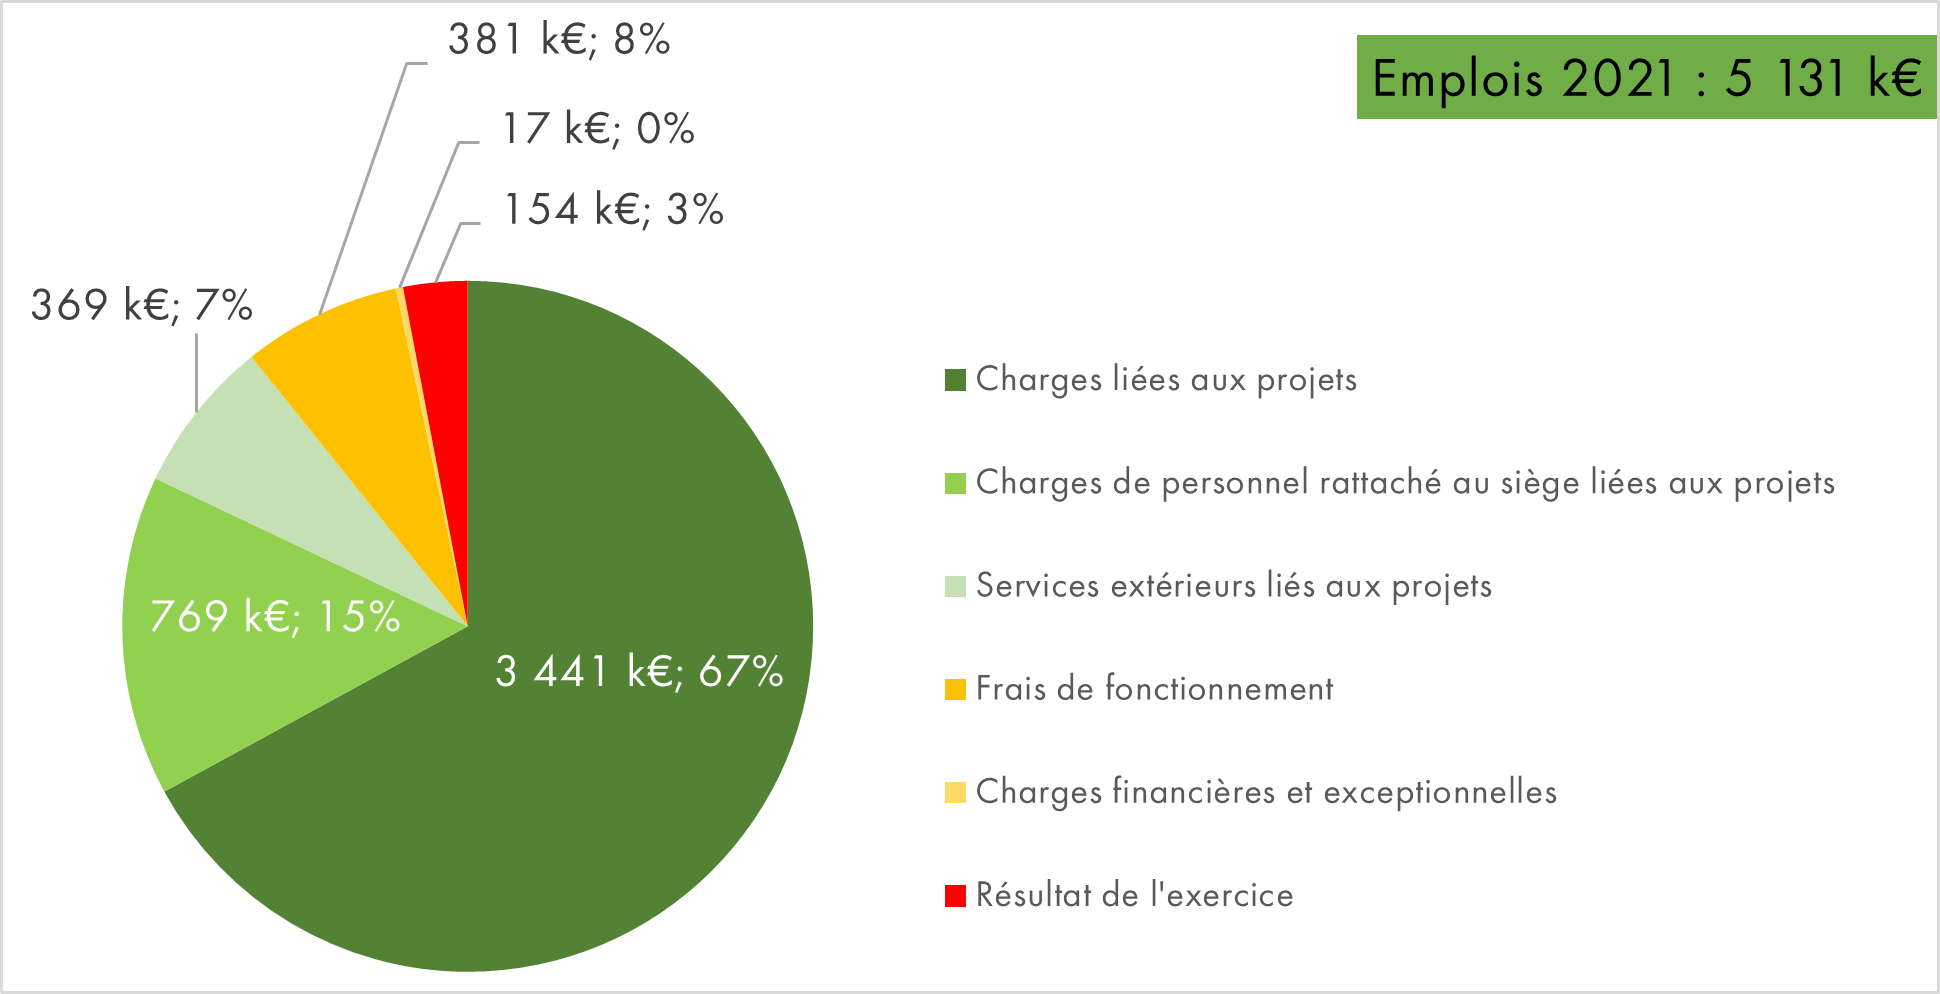 Emplois 2021 : 5 131 k€
381 k€; 8%
17 k€; 0%
154 k€; 3%
369 k€; 7%
769 k€; 15%
3 441 k€; 67%
Charges liées aux projets
Charges de personnel rattaché au siège liées aux projets
Services extérieurs liés aux projets
Frais de fonctionnement
Charges financières et exceptionnelles
Résultat de l'exercice